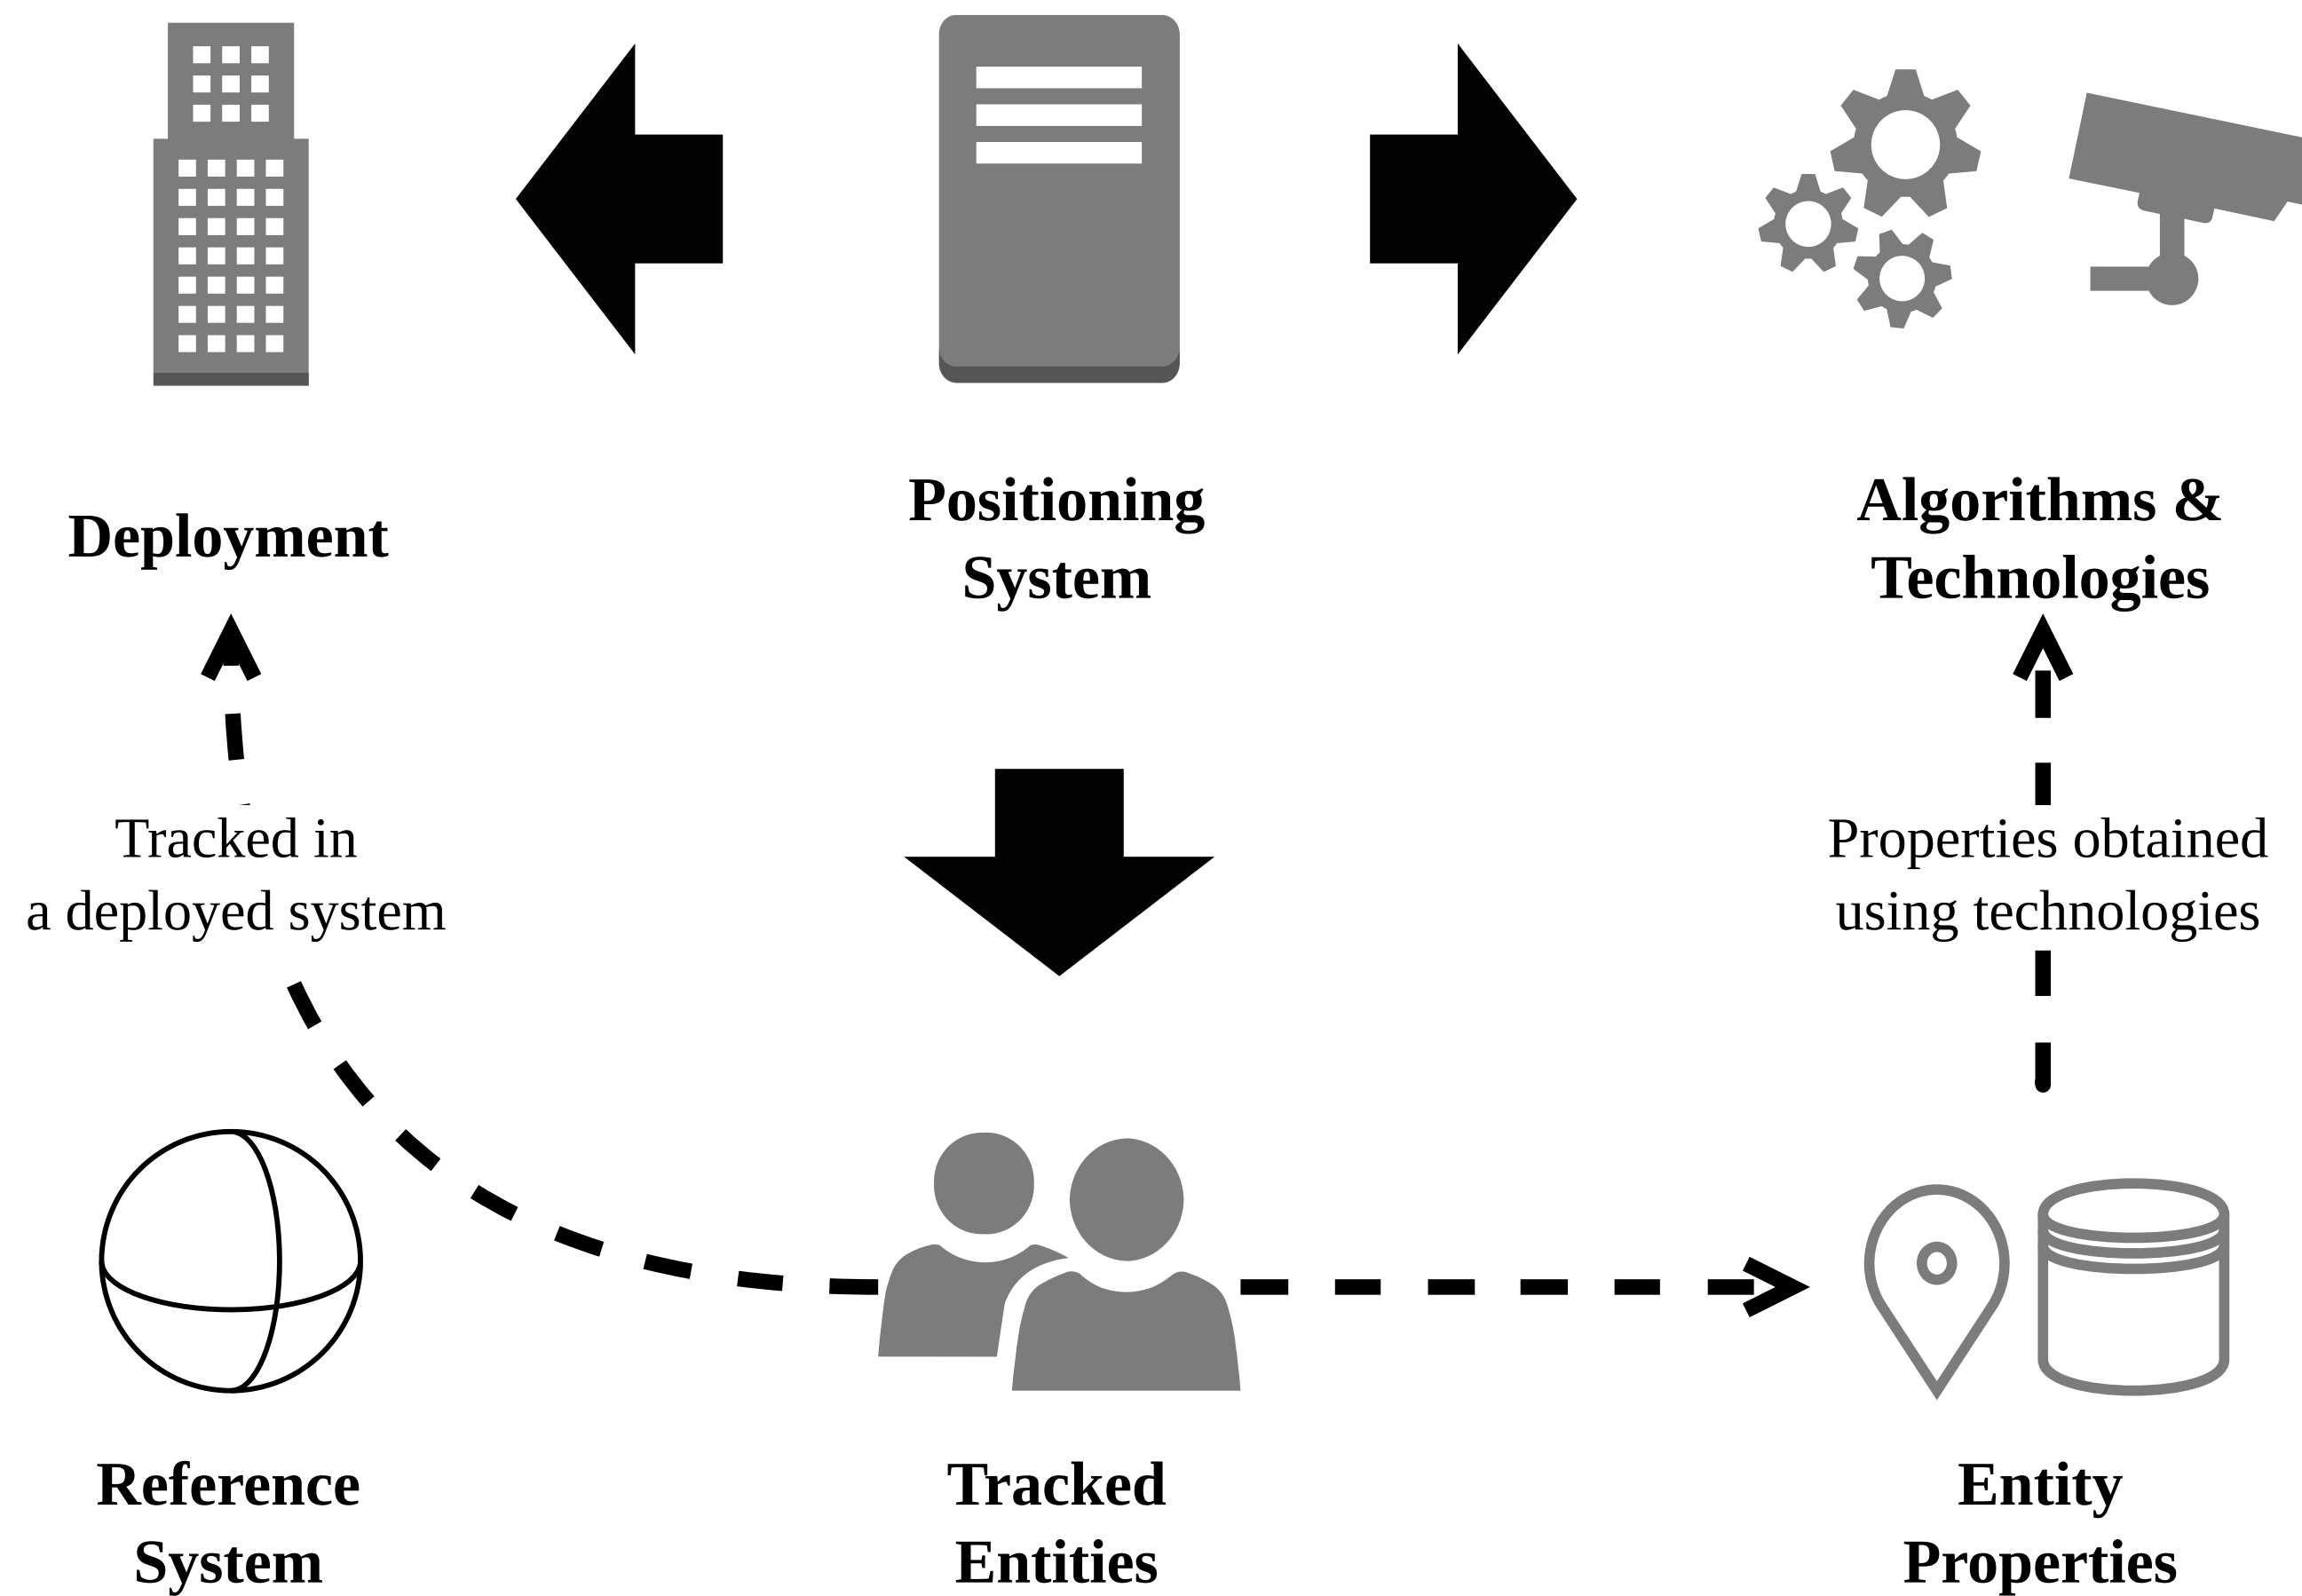 Deployment
Positioning
System
Algorithms &
Technologies
Tracked in
a deployed system
Properties obtained
using technologies
Reference
System
Tracked
Entities
Entity
Properties